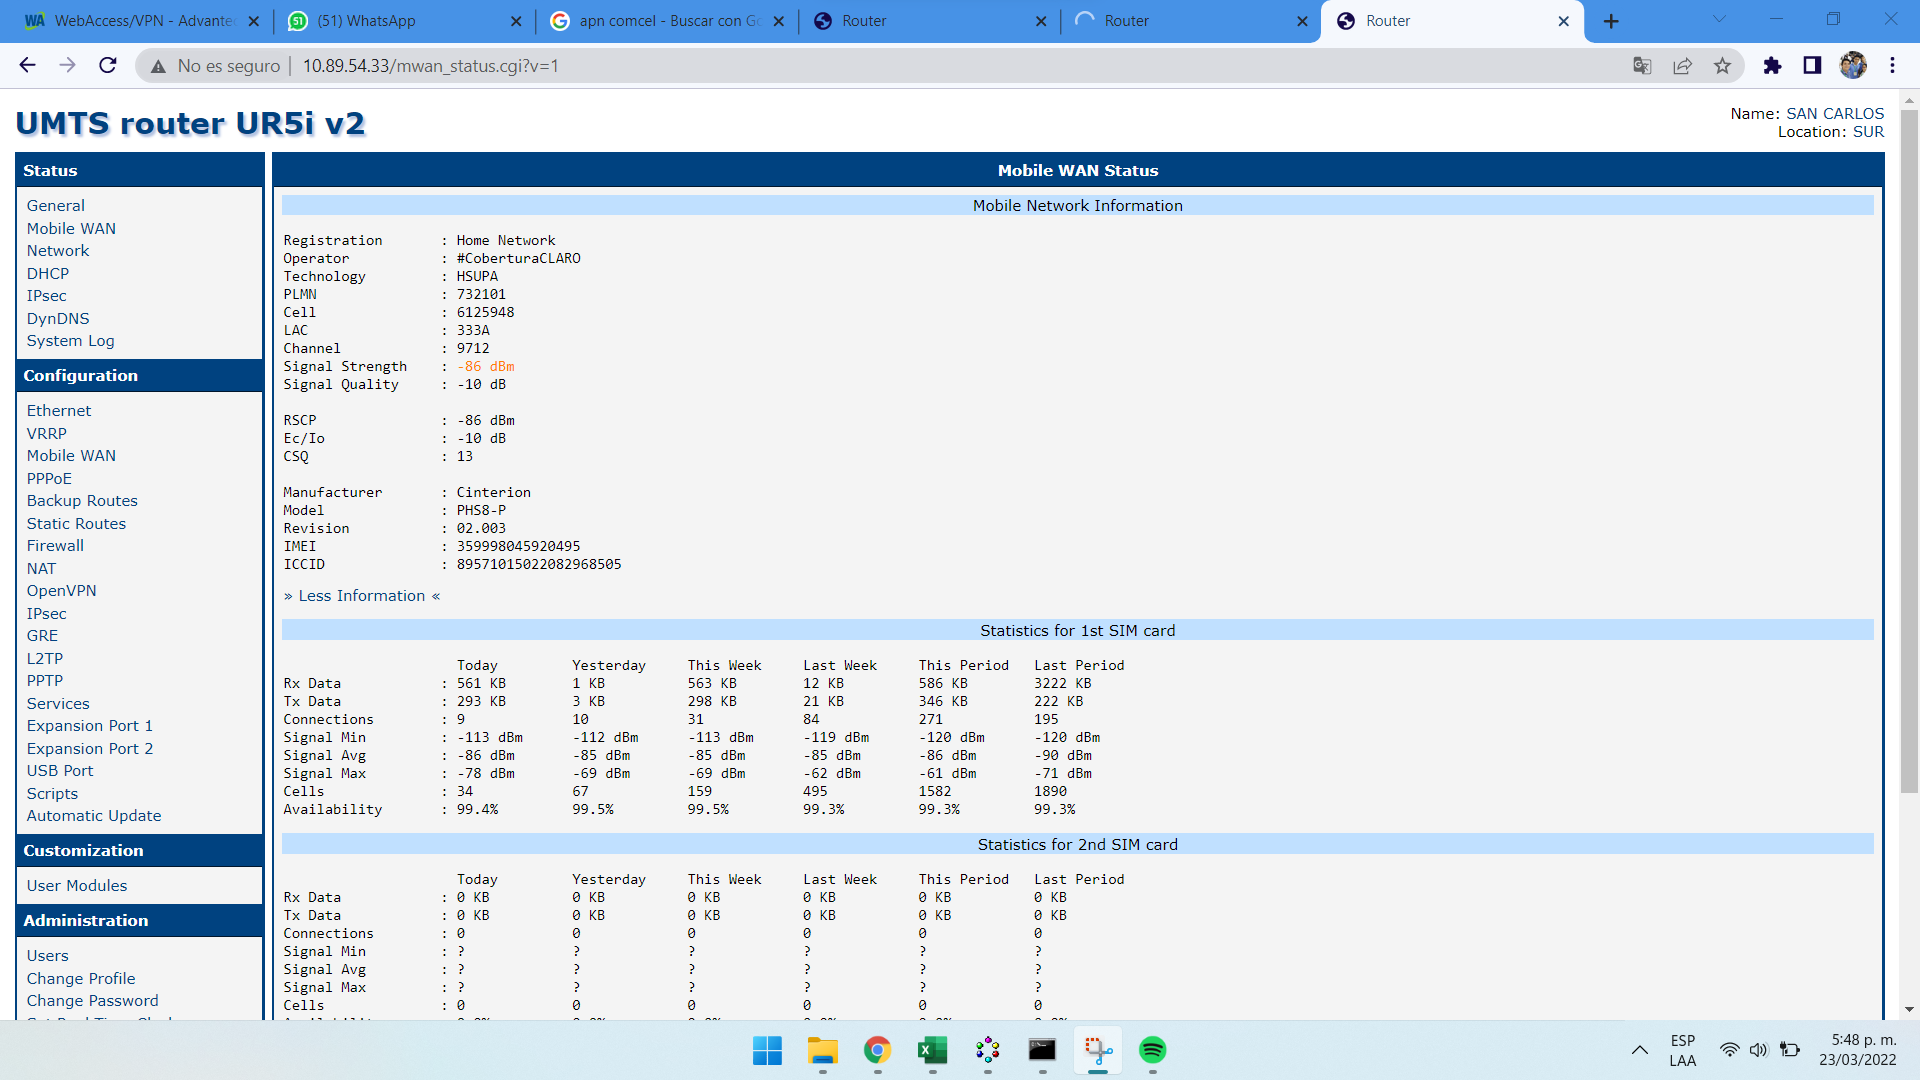 WebAccess/VPN - Advantec
(51) WhatsApp
apn comcel - Buscar con Go
Router
Router
Router
No es seguro
10.89.54.33/mwan_status.cgi?v=1
UMTS router UR5i v2
Name: SAN CARLOS
Location: SUR
Status
General
Mobile WAN
Network
DHCP
IPsec
DynDNS
System Log
Configuration
Ethernet
VRRP
Mobile WAN
PPPoE
Backup Routes
Static Routes
Firewall
NAT
OpenVPN
IPsec
GRE
L2TP
PPTP
Services
Expansion Port 1
Expansion Port 2
USB Port
Scripts
Automatic Update
Customization
User Modules
Administration
Users
Change Profile
Change Password
Mobile WAN Status
Mobile Network Information
Registration : Home Network
Operator : #CoberturaCLARO
Technology : HSUPA
PLMN : 732101
Cell : 6125948
LAC : 333A
Channel : 9712
Signal Strength : -86 dBm
Signal Quality : -10 dB
RSCP : -86 dBm
Ec/Io : -10 dB
CSQ : 13
Manufacturer : Cinterion
Model : PHS8-P
Revision : 02.003
IMEI : 359998045920495
ICCID : 89571015022082968505
» Less Information «
Statistics for 1st SIM card
Today Yesterday This Week Last Week This Period Last Period
Rx Data : 561 KB 1 KB 563 KB 12 KB 586 KB 3222 KB
Tx Data : 293 KB 3 KB 298 KB 21 KB 346 KB 222 KB
Connections : 9 10 31 84 271 195
Signal Min : -113 dBm -112 dBm -113 dBm -119 dBm -120 dBm -120 dBm
Signal Avg : -86 dBm -85 dBm -85 dBm -85 dBm -86 dBm -90 dBm
Signal Max : -78 dBm -69 dBm -69 dBm -62 dBm -61 dBm -71 dBm
Cells : 34 67 159 495 1582 1890
Availability : 99.4% 99.5% 99.5% 99.3% 99.3% 99.3%
Statistics for 2nd SIM card
Today Yesterday This Week Last Week This Period Last Period
Rx Data : 0 KB 0 KB 0 KB 0 KB 0 KB 0 KB
Tx Data : 0 KB 0 KB 0 KB 0 KB 0 KB 0 KB
Connections : 0 0 0 0 0 0
Signal Min : ? ? ? ? ? ?
Signal Avg : ? ? ? ? ? ?
Signal Max : ? ? ? ? ? ?
Cells : 0 0 0 0 0 0
ESP
LAA
5:48 p. m.
23/03/2022